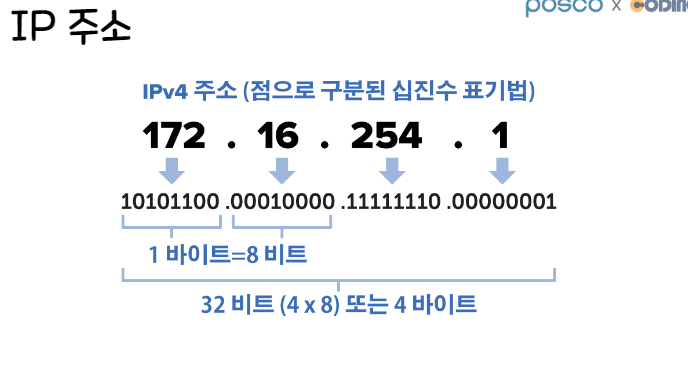 posco x CODING
IP 주소
IPv4 주소 (점으로 구분된 십진수 표기법)
172 . 16 . 254 . 1
10101100 .00010000 .11111110 .00000001
1 바이트=8 비트
32 비트 (4 x 8) 또는 4 바이트